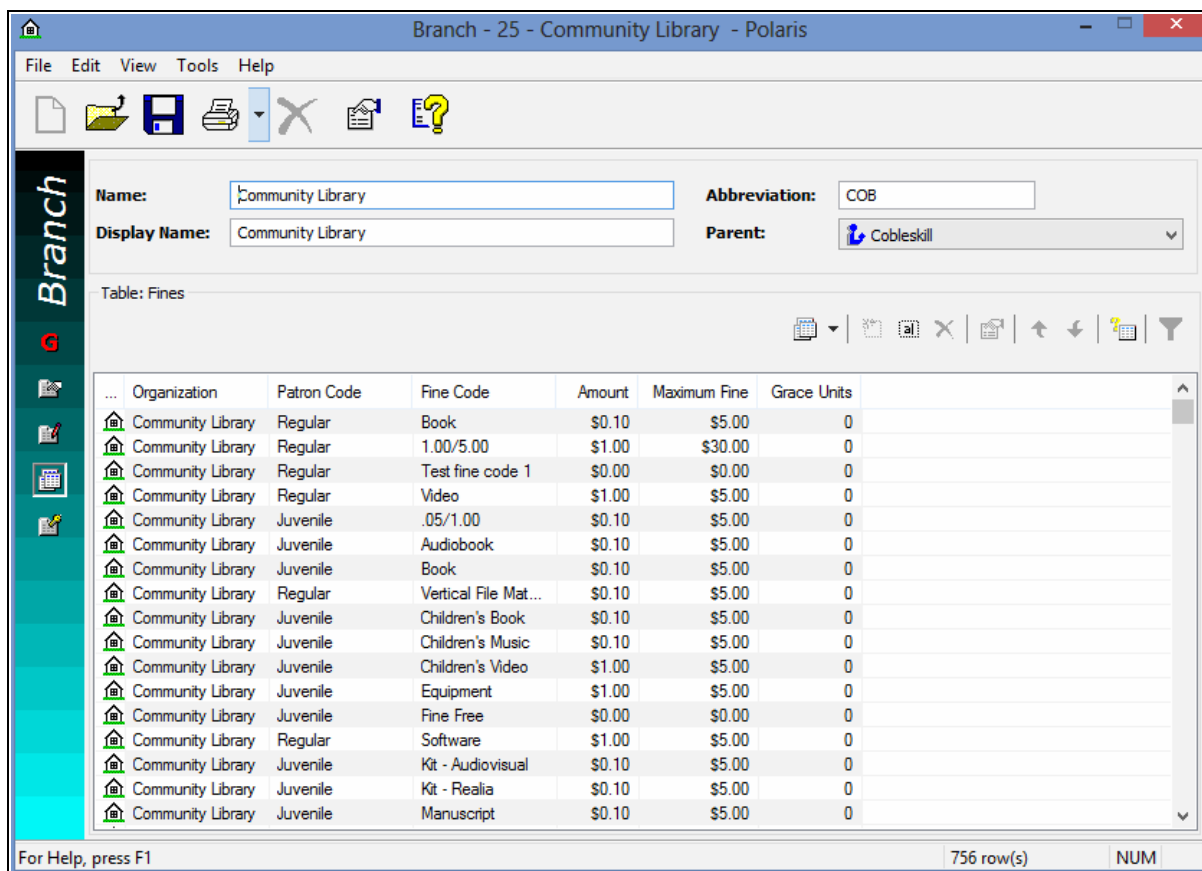 Branch - 25 - Community Library - Polaris
File Edit View Tools Help
Branch
G
Name: Community Library Abbreviation: COB
Display Name: Community Library Parent: Cobleskill
Table: Fines
... Organization Patron Code Fine Code Amount Maximum Fine Grace Units
Community Library Regular Book $0.10 $5.00 0
Community Library Regular 1.00/5.00 $1.00 $30.00 0
Community Library Regular Test fine code 1 $0.00 $0.00 0
Community Library Regular Video $1.00 $5.00 0
Community Library Juvenile .05/1.00 $0.10 $5.00 0
Community Library Juvenile Audiobook $0.10 $5.00 0
Community Library Juvenile Book $0.10 $5.00 0
Community Library Regular Vertical File Mat... $0.10 $5.00 0
Community Library Juvenile Children's Book $0.10 $5.00 0
Community Library Juvenile Children's Music $0.10 $5.00 0
Community Library Juvenile Children's Video $1.00 $5.00 0
Community Library Juvenile Equipment $1.00 $5.00 0
Community Library Juvenile Fine Free $0.00 $0.00 0
Community Library Regular Software $1.00 $5.00 0
Community Library Juvenile Kit - Audiovisual $0.10 $5.00 0
Community Library Juvenile Kit - Realia $0.10 $5.00 0
Community Library Juvenile Manuscript $0.10 $5.00 0
For Help, press F1 756 row(s) NUM